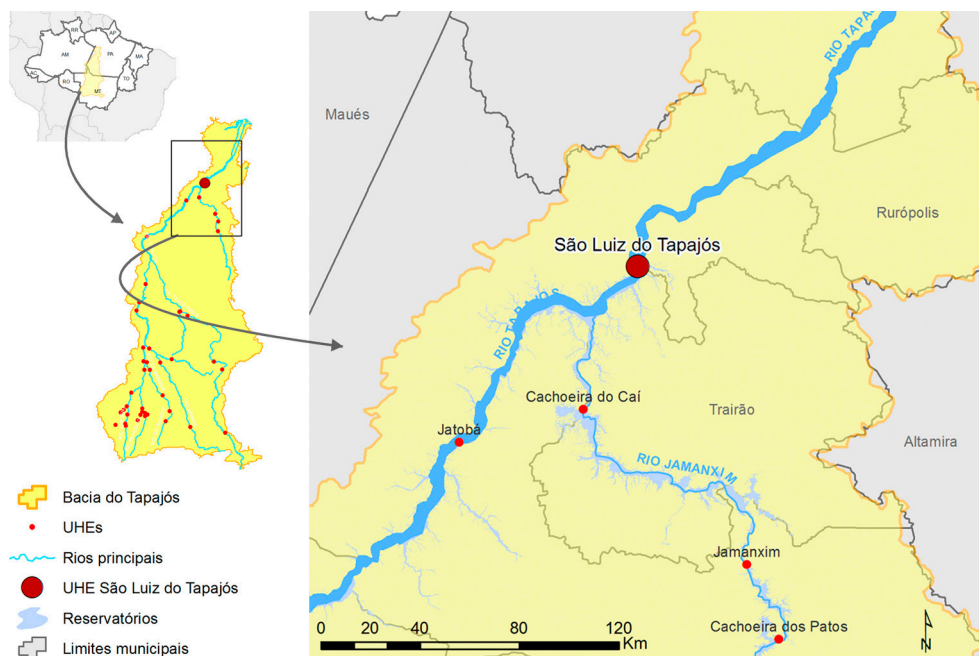 RR
AP
AM
PA
MA
AC
RO
TO
MT
Bacia do Tapajós
UHEs
Rios principais
UHE São Luiz do Tapajós
Reservatórios
Limites municipais
RIO TAPAJÓS
Maués
Rurópolis
São Luiz do Tapajós
RIO TAPAJOS
Cachoeira do Caí
Trairão
Jatobá
Altamira
RIO JAMANXIM
Jamanxim
Cachoeira dos Patos
0 20 40 80 120
Km
N